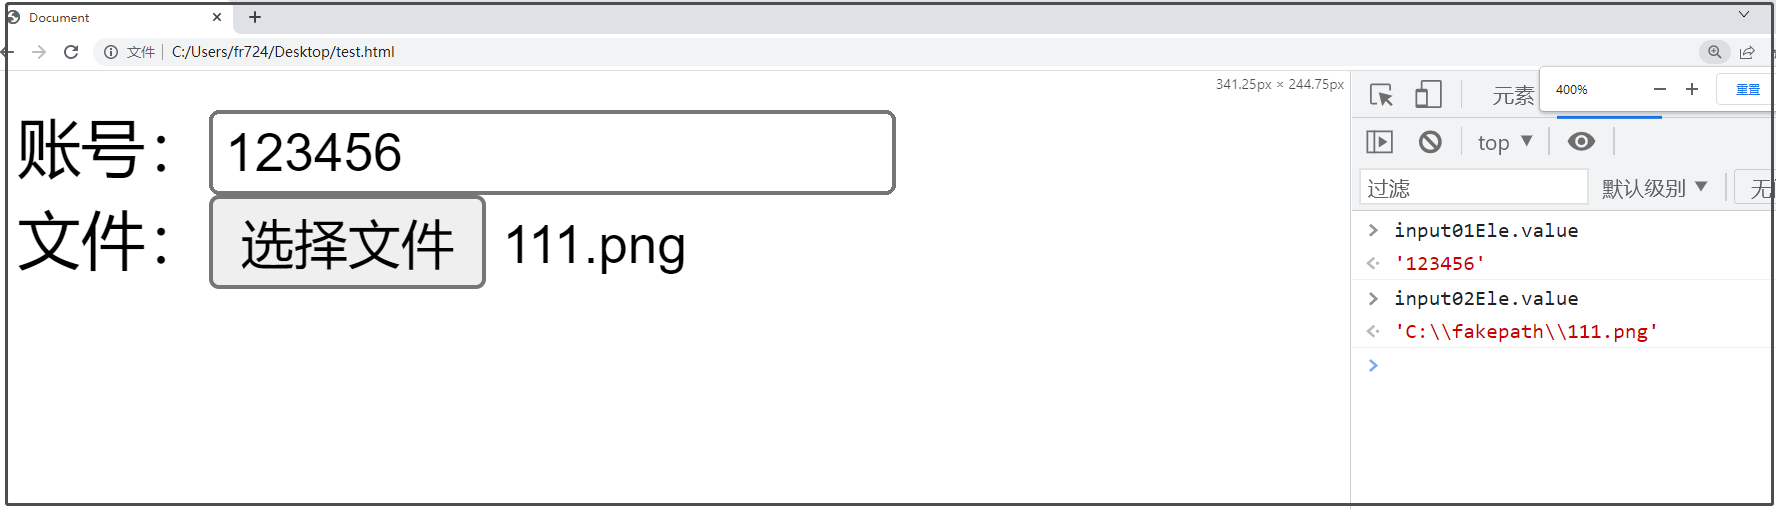 Document
文件 C:/Users/fr724/Desktop/test.html
341.25px × 244.75px
元素
400%
重置
top
过滤
默认级别
账号：
123456
文件：
选择文件
111.png
input01Ele.value
'123456'
input02Ele.value
'C:\\fakepath\\111.png'